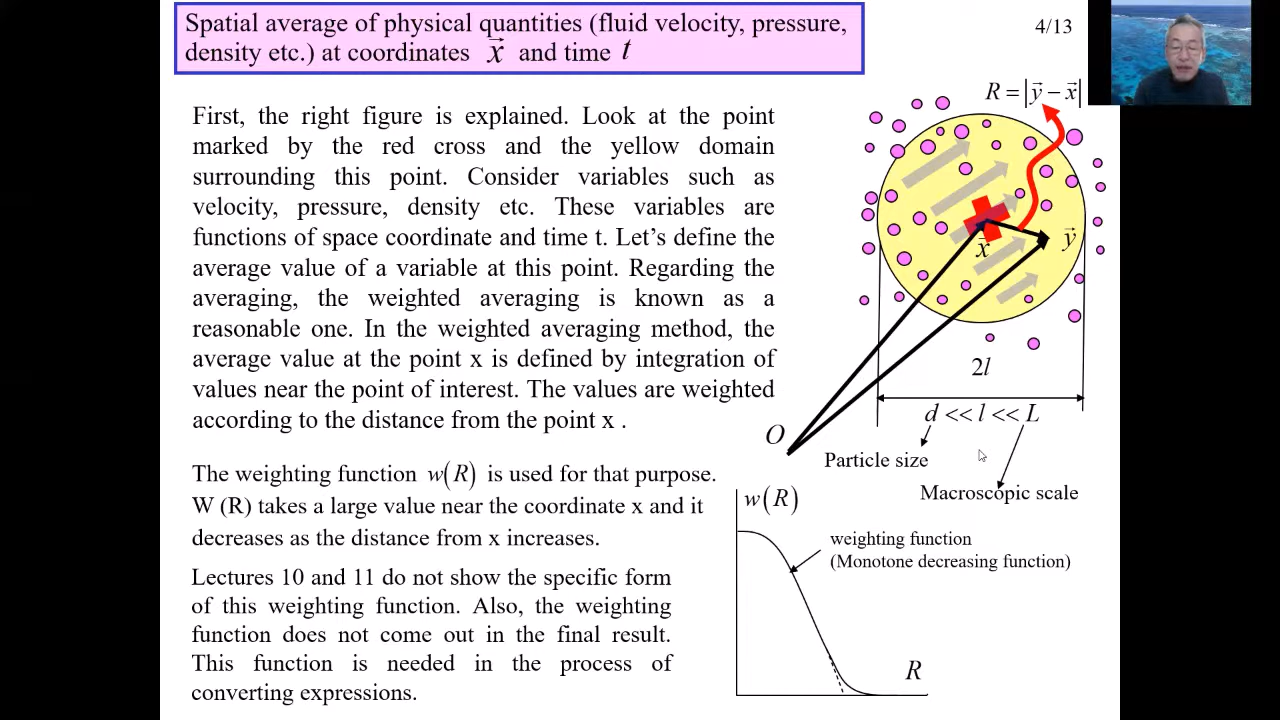 Spatial average of physical quantities (fluid velocity, pressure,
density etc.) at coordinates x⃗ and time t
4/13
First, the right figure is explained. Look at the point
marked by the red cross and the yellow domain
surrounding this point. Consider variables such as
velocity, pressure, density etc. These variables are
functions of space coordinate and time t. Let's define the
average value of a variable at this point. Regarding the
averaging, the weighted averaging is known as a
reasonable one. In the weighted averaging method, the
average value at the point x is defined by integration of
values near the point of interest. The values are weighted
according to the distance from the point x .
The weighting function w(R) is used for that purpose.
W (R) takes a large value near the coordinate x and it
decreases as the distance from x increases.
Lectures 10 and 11 do not show the specific form
of this weighting function. Also, the weighting
function does not come out in the final result.
This function is needed in the process of
converting expressions.
R = |y⃗ − x⃗|
y⃗
x⃗
2l
d << l << L
O
Particle size
Macroscopic scale
w(R)
weighting function
(Monotone decreasing function)
R